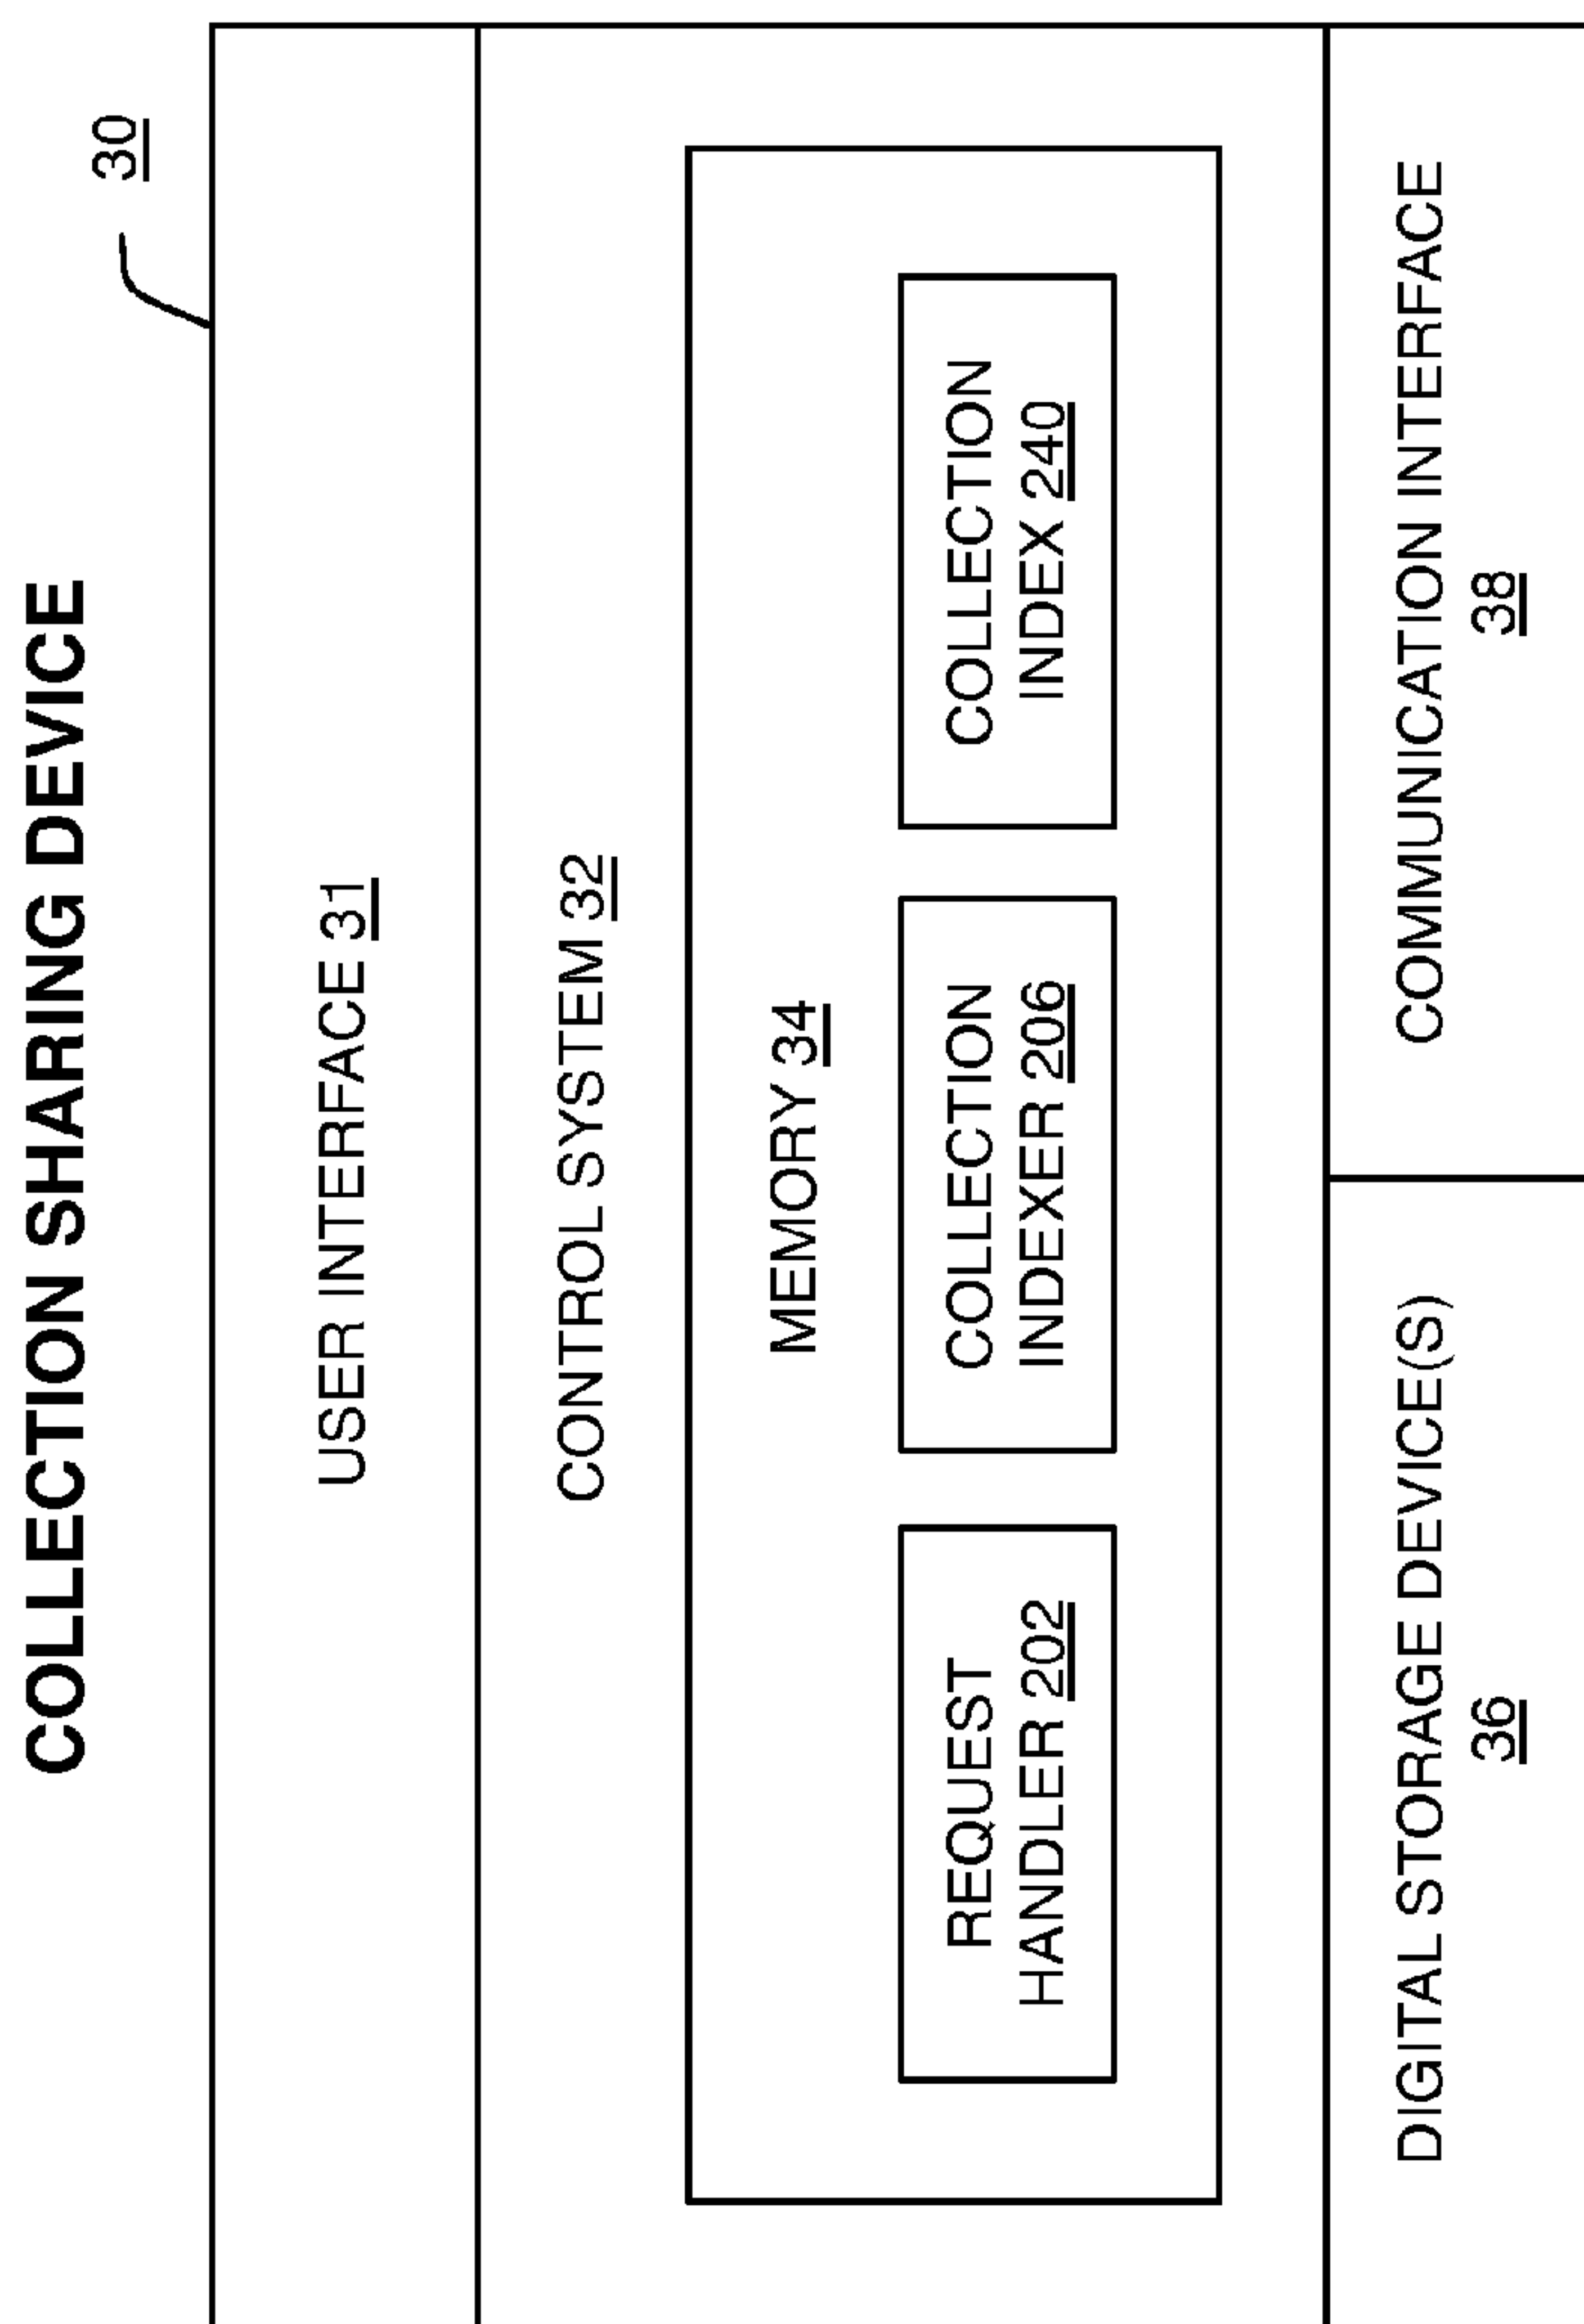 COLLECTION SHARING DEVICE
30
USER INTERFACE 31
CONTROL SYSTEM 32
MEMORY 34
REQUEST
HANDLER 202
COLLECTION
INDEXER 206
COLLECTION
INDEX 240
DIGITAL STORAGE DEVICE(S)
36
COMMUNICATION INTERFACE
38